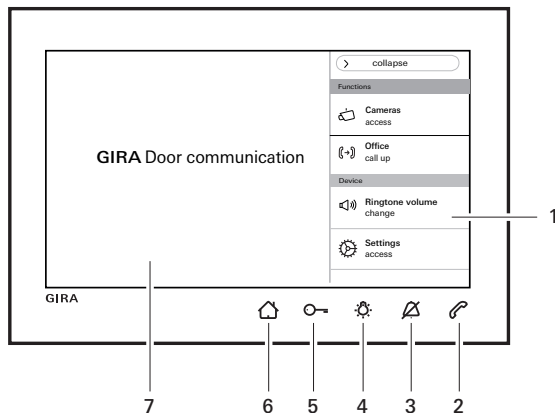 collapse
Functions
Cameras
access
Office
call up
Device
Ringtone volume
change
Settings
access
GIRA Door communication
GIRA
1
7 6 5 4 3 2